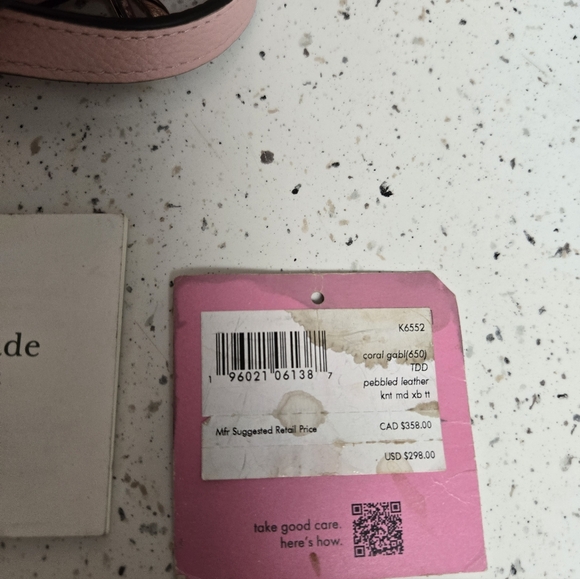 ade
K6552
coral gabl(650)
TDD
pebbled leather
knt md xb tt
1 96021 06138 7
Mfr Suggested Retail Price CAD $358.00
USD $298.00
take good care.
here's how.